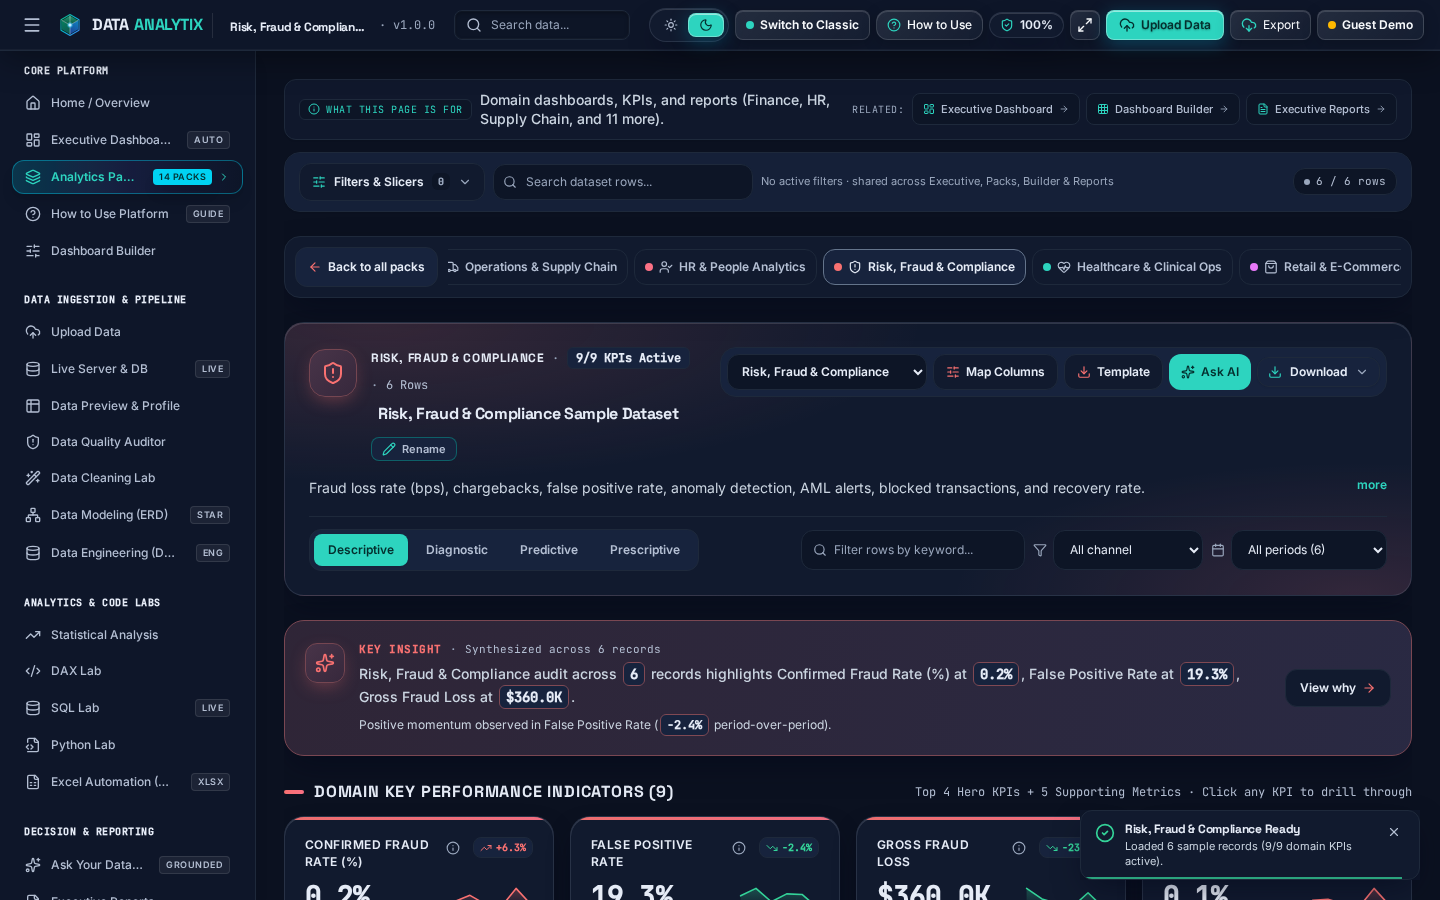 DATA ANALYTIX
Risk, Fraud & Complian...
· v1.0.0
Search data...
Switch to Classic
How to Use
100%
Upload Data
Export
Guest Demo
CORE PLATFORM
Home / Overview
Executive Dashboa... AUTO
Analytics Pa... 14 PACKS
How to Use Platform GUIDE
Dashboard Builder
DATA INGESTION & PIPELINE
Upload Data
Live Server & DB LIVE
Data Preview & Profile
Data Quality Auditor
Data Cleaning Lab
Data Modeling (ERD) STAR
Data Engineering (D... ENG
ANALYTICS & CODE LABS
Statistical Analysis
DAX Lab
SQL Lab LIVE
Python Lab
Excel Automation (... XLSX
DECISION & REPORTING
Ask Your Data... GROUNDED
Executive Reports
WHAT THIS PAGE IS FOR
Domain dashboards, KPIs, and reports (Finance, HR,
Supply Chain, and 11 more).
RELATED:
Executive Dashboard →
Dashboard Builder →
Executive Reports →
Filters & Slicers 0
Search dataset rows...
No active filters · shared across Executive, Packs, Builder & Reports
6 / 6 rows
Back to all packs
Operations & Supply Chain
HR & People Analytics
Risk, Fraud & Compliance
Healthcare & Clinical Ops
Retail & E-Commerc
RISK, FRAUD & COMPLIANCE · 9/9 KPIs Active
· 6 Rows
Risk, Fraud & Compliance Sample Dataset
Rename
Risk, Fraud & Compliance
Map Columns
Template
Ask AI
Download
Fraud loss rate (bps), chargebacks, false positive rate, anomaly detection, AML alerts, blocked transactions, and recovery rate.
more
Descriptive
Diagnostic
Predictive
Prescriptive
Filter rows by keyword...
All channel
All periods (6)
KEY INSIGHT · Synthesized across 6 records
Risk, Fraud & Compliance audit across 6 records highlights Confirmed Fraud Rate (%) at 0.2%, False Positive Rate at 19.3%,
Gross Fraud Loss at $360.0K.
Positive momentum observed in False Positive Rate (-2.4% period-over-period).
View why →
DOMAIN KEY PERFORMANCE INDICATORS (9)
Top 4 Hero KPIs + 5 Supporting Metrics · Click any KPI to drill through
CONFIRMED FRAUD
RATE (%)
+6.3%
0.2%
FALSE POSITIVE
RATE
-2.4%
19.3%
GROSS FRAUD
LOSS
-23
$360.0K
0.1%
Risk, Fraud & Compliance Ready
Loaded 6 sample records (9/9 domain KPIs
active).